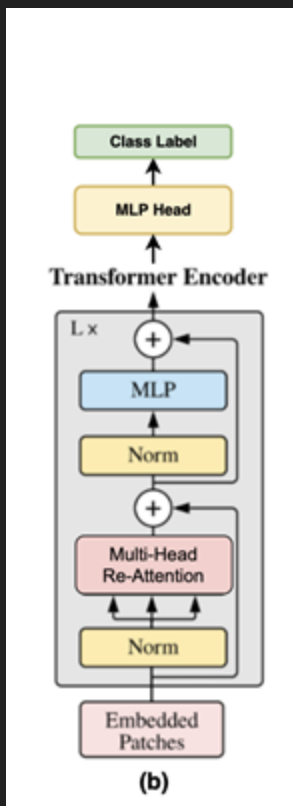 Class Label
MLP Head
Transformer Encoder
L ×
+
MLP
Norm
+
Multi-Head
Re-Attention
Norm
Embedded
Patches
(b)